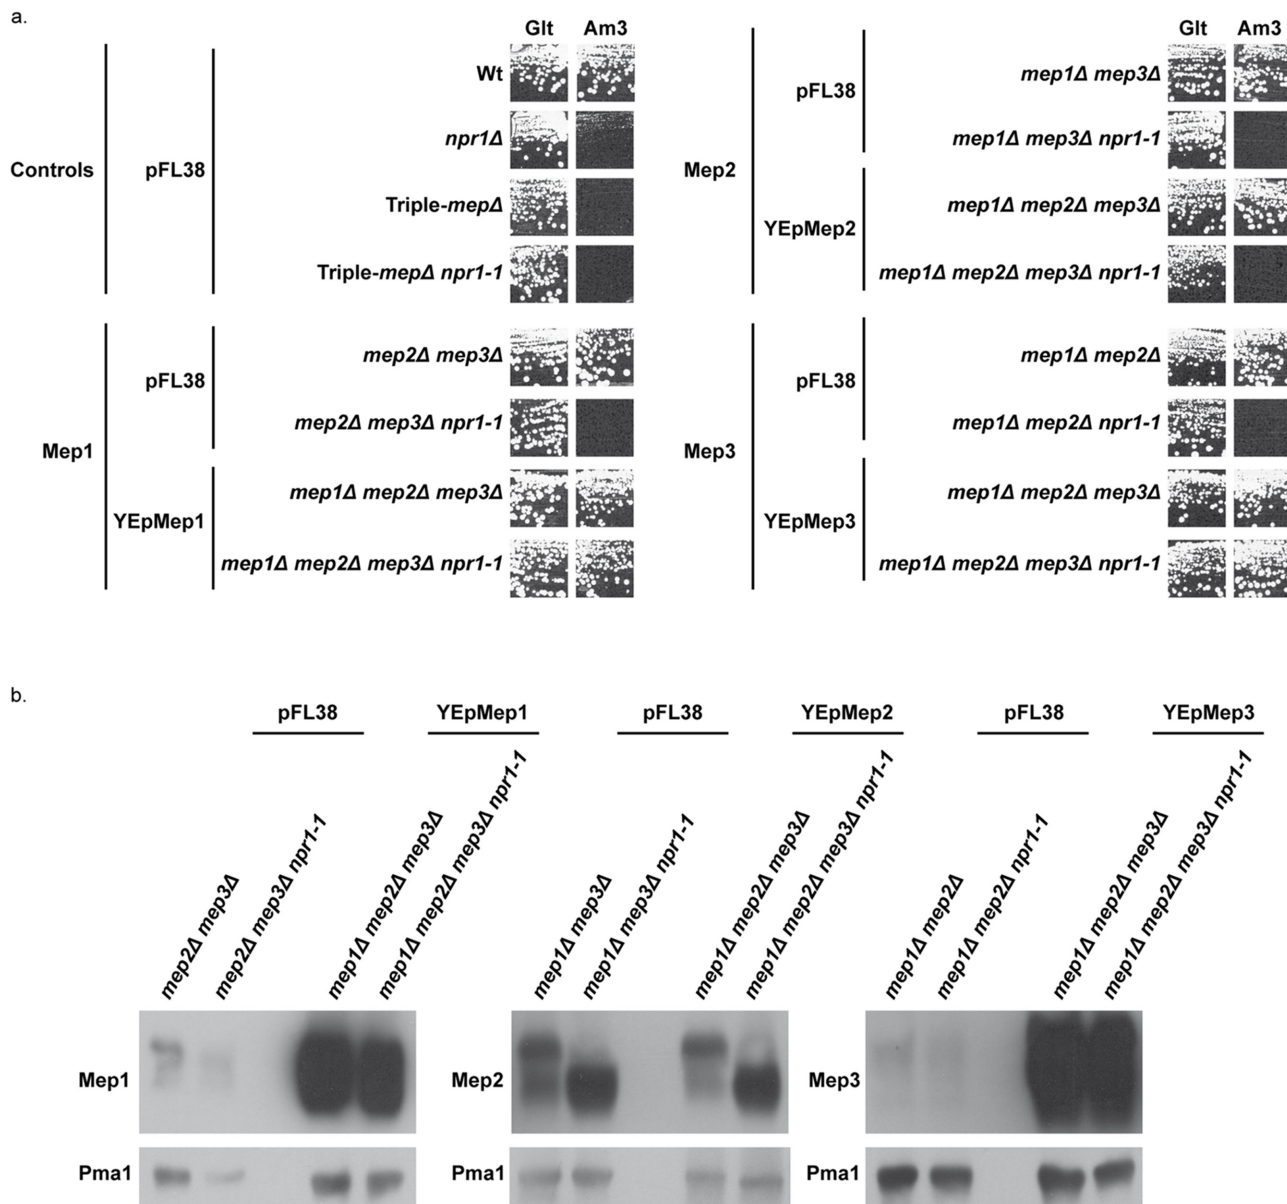 a.
Glt Am3
Controls
pFL38
Wt
npr1Δ
Triple-mepΔ
Triple-mepΔ npr1-1
Mep1
pFL38
mep2Δ mep3Δ
mep2Δ mep3Δ npr1-1
YEpMep1
mep1Δ mep2Δ mep3Δ
mep1Δ mep2Δ mep3Δ npr1-1
Glt Am3
Mep2
pFL38
mep1Δ mep3Δ
mep1Δ mep3Δ npr1-1
YEpMep2
mep1Δ mep2Δ mep3Δ
mep1Δ mep2Δ mep3Δ npr1-1
Mep3
pFL38
mep1Δ mep2Δ
mep1Δ mep2Δ npr1-1
YEpMep3
mep1Δ mep2Δ mep3Δ
mep1Δ mep2Δ mep3Δ npr1-1
b.
pFL38 YEpMep1 pFL38 YEpMep2 pFL38 YEpMep3
mep2Δ mep3Δ
mep2Δ mep3Δ npr1-1
mep1Δ mep2Δ mep3Δ
mep1Δ mep2Δ mep3Δ npr1-1
mep1Δ mep3Δ
mep1Δ mep3Δ npr1-1
mep1Δ mep2Δ mep3Δ
mep1Δ mep2Δ mep3Δ npr1-1
mep1Δ mep2Δ
mep1Δ mep2Δ npr1-1
mep1Δ mep2Δ mep3Δ
mep1Δ mep2Δ mep3Δ npr1-1
Mep1 Mep2 Mep3
Pma1 Pma1 Pma1